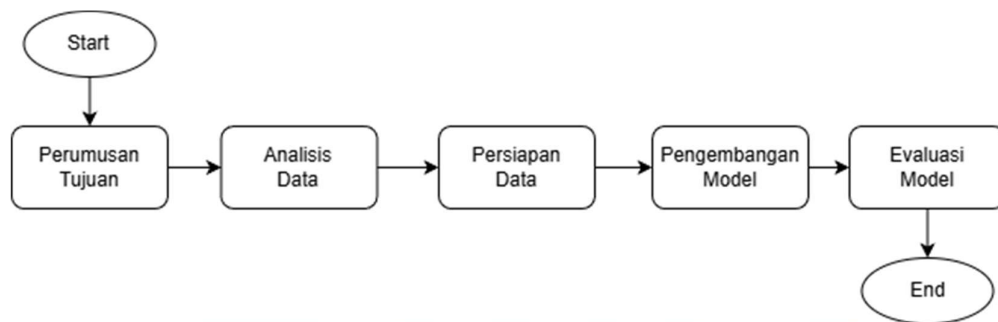 Start
Perumusan
Tujuan
Analisis
Data
Persiapan
Data
Pengembangan
Model
Evaluasi
Model
End